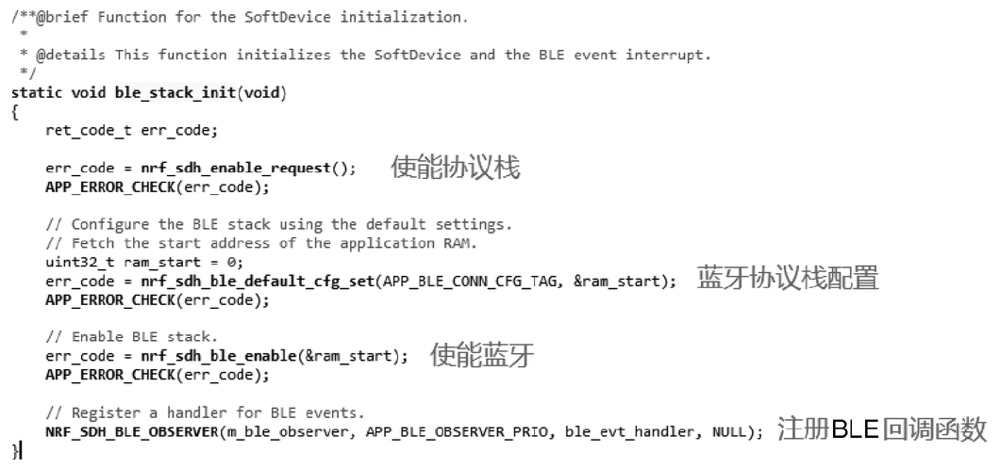 /**@brief Function for the SoftDevice initialization.
 *
 * @details This function initializes the SoftDevice and the BLE event interrupt.
 */
static void ble_stack_init(void)
{
    ret_code_t err_code;

    err_code = nrf_sdh_enable_request(); 使能协议栈
    APP_ERROR_CHECK(err_code);

    // Configure the BLE stack using the default settings.
    // Fetch the start address of the application RAM.
    uint32_t ram_start = 0;
    err_code = nrf_sdh_ble_default_cfg_set(APP_BLE_CONN_CFG_TAG, &ram_start); 蓝牙协议栈配置
    APP_ERROR_CHECK(err_code);

    // Enable BLE stack.
    err_code = nrf_sdh_ble_enable(&ram_start); 使能蓝牙
    APP_ERROR_CHECK(err_code);

    // Register a handler for BLE events.
    NRF_SDH_BLE_OBSERVER(m_ble_observer, APP_BLE_OBSERVER_PRIO, ble_evt_handler, NULL); 注册BLE回调函数
}